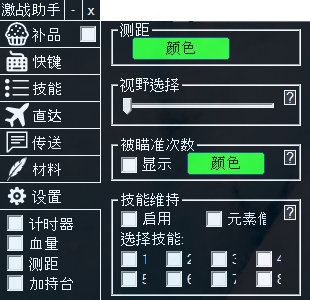 激战助手 - x
补品
快键
技能
直达
传送
材料
设置
计时器
血量
测距
加持台
测距
颜色
视野选择
?
被瞄准次数
显示 颜色 ?
技能维持
启用 元素 ?
选择技能:
1 2 3 4
5 6 7 8